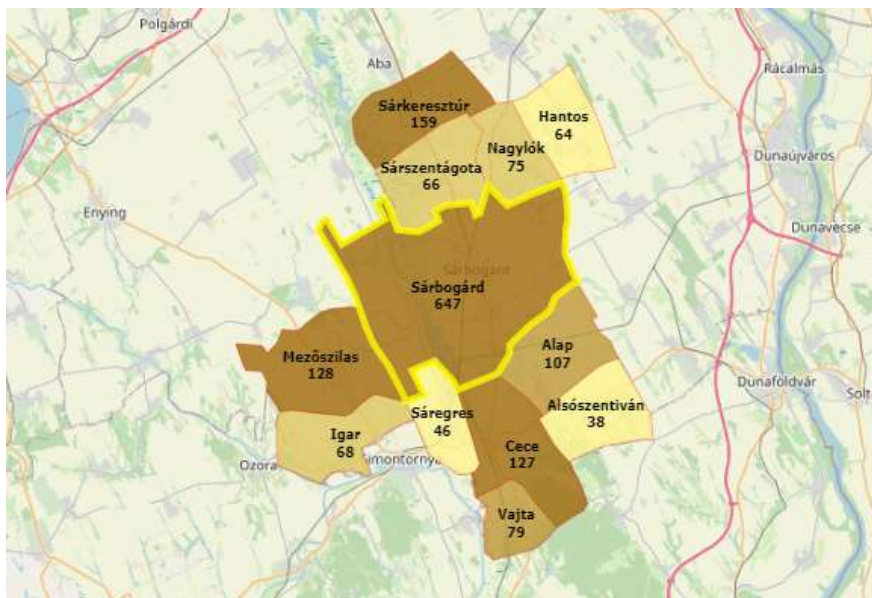 Polgárdi
Aba
Rácalmás
Sárkeresztúr
159
Hantos
64
Nagylók
75
Sárszentágota
66
Dunaújváros
Enying
Dunavecse
Sárbogárd
Sárbogárd
647
Mezőszilas
128
Alap
107
Dunaföldvár
Solt
Alsószentiván
38
Sáregres
46
Igar
68
Cece
127
Ozora
Simontornya
Vajta
79